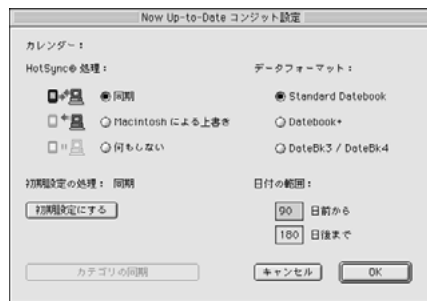 Now Up-to-Date コンジット設定
カレンダー：
HotSync® 処理：
同期
Macintosh による上書き
何もしない
初期設定の処理： 同期
初期設定にする
カテゴリの同期
データフォーマット：
Standard Datebook
Datebook+
DateBk3 / DateBk4
日付の範囲：
90 日前から
180 日後まで
キャンセル
OK